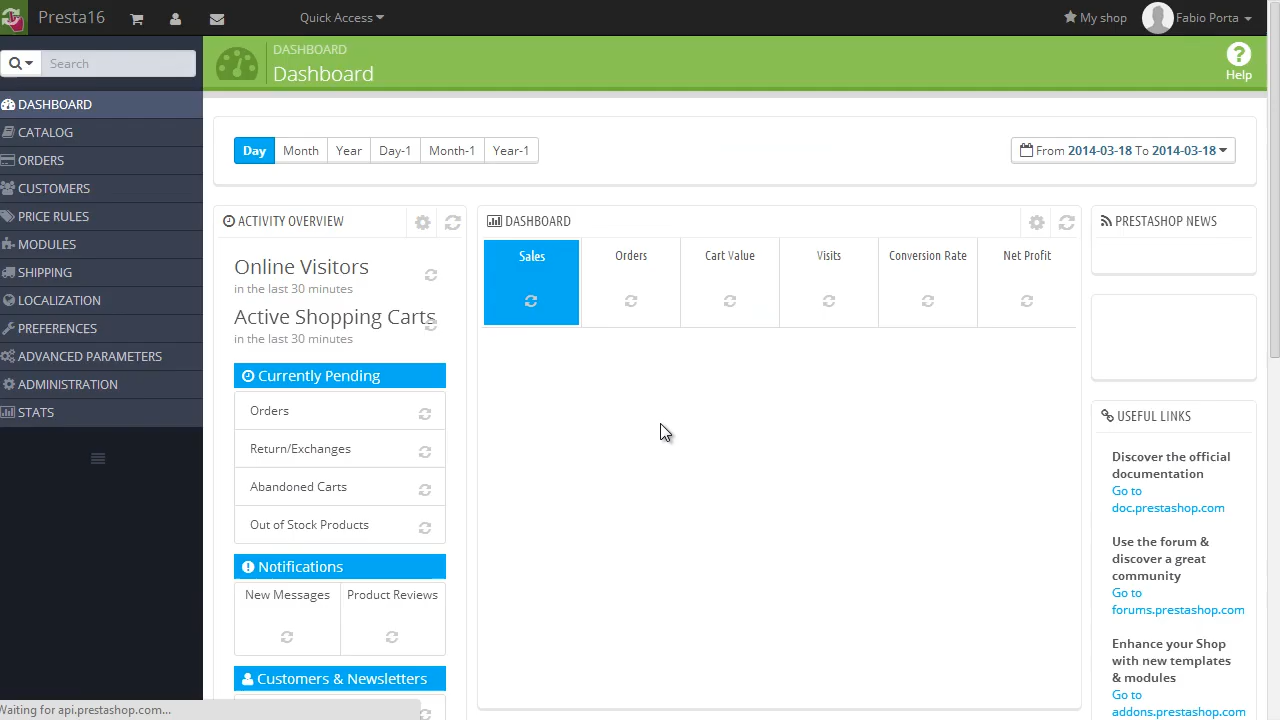 Presta16
Quick Access
My shop
Fabio Porta
Search
DASHBOARD
CATALOG
ORDERS
CUSTOMERS
PRICE RULES
MODULES
SHIPPING
LOCALIZATION
PREFERENCES
ADVANCED PARAMETERS
ADMINISTRATION
STATS
DASHBOARD
Dashboard
Help
Day
Month
Year
Day-1
Month-1
Year-1
From 2014-03-18 To 2014-03-18
ACTIVITY OVERVIEW
Online Visitors
in the last 30 minutes
Active Shopping Carts
in the last 30 minutes
Currently Pending
Orders
Return/Exchanges
Abandoned Carts
Out of Stock Products
Notifications
New Messages
Product Reviews
Customers & Newsletters
DASHBOARD
Sales
Orders
Cart Value
Visits
Conversion Rate
Net Profit
PRESTASHOP NEWS
USEFUL LINKS
Discover the official
documentation
Go to
doc.prestashop.com
Use the forum &
discover a great
community
Go to
forums.prestashop.com
Enhance your Shop
with new templates
& modules
Go to
addons.prestashop.com
Waiting for api.prestashop.com...